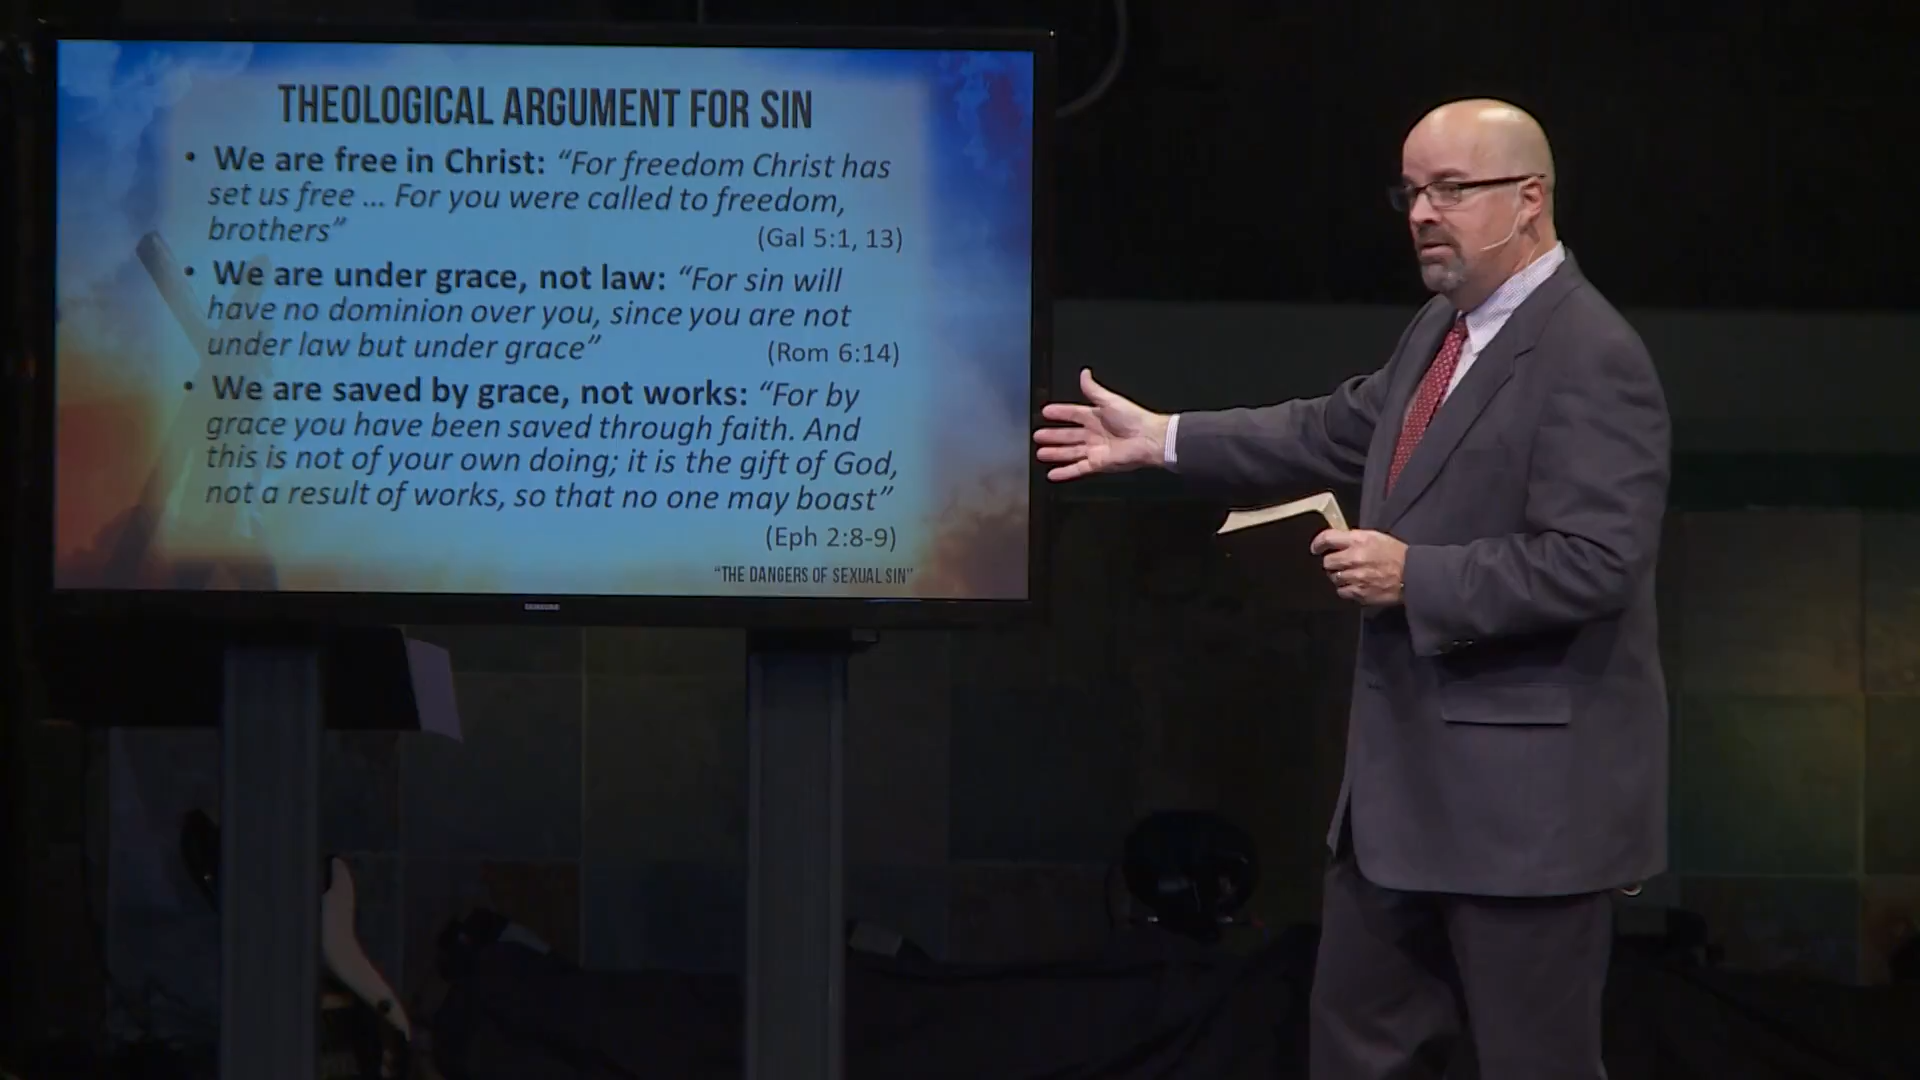 THEOLOGICAL ARGUMENT FOR SIN
• We are free in Christ: “For freedom Christ has
set us free ... For you were called to freedom,
brothers” (Gal 5:1, 13)
• We are under grace, not law: “For sin will
have no dominion over you, since you are not
under law but under grace” (Rom 6:14)
• We are saved by grace, not works: “For by
grace you have been saved through faith. And
this is not of your own doing; it is the gift of God,
not a result of works, so that no one may boast”
(Eph 2:8-9)
“THE DANGERS OF SEXUAL SIN”
SAMSUNG